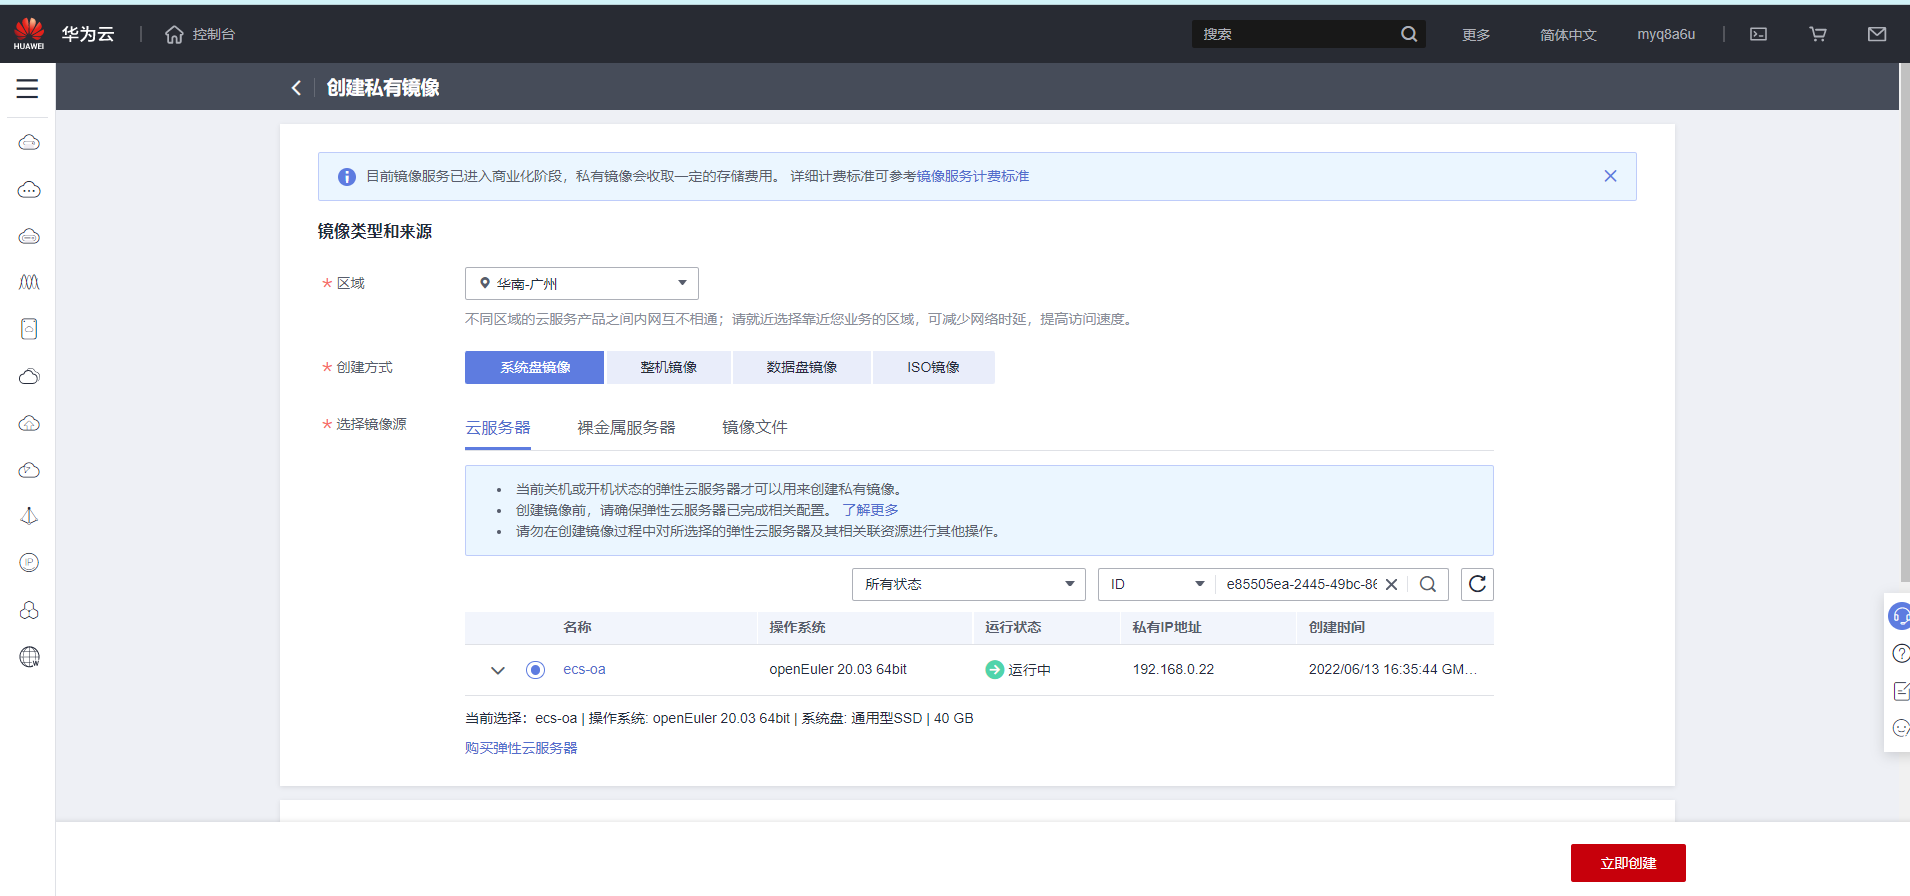 HUAWEI 华为云 控制台 搜索 更多 简体中文 myq8a6u
创建私有镜像
目前镜像服务已进入商业化阶段，私有镜像会收取一定的存储费用。 详细计费标准可参考镜像服务计费标准
镜像类型和来源
* 区域 华南-广州
不同区域的云服务产品之间内网互不相通；请就近选择靠近您业务的区域，可减少网络时延，提高访问速度。
* 创建方式 系统盘镜像 整机镜像 数据盘镜像 ISO镜像
* 选择镜像源 云服务器 裸金属服务器 镜像文件
• 当前关机或开机状态的弹性云服务器才可以用来创建私有镜像。
• 创建镜像前，请确保弹性云服务器已完成相关配置。 了解更多
• 请勿在创建镜像过程中对所选择的弹性云服务器及其相关联资源进行其他操作。
所有状态 ID e85505ea-2445-49bc-86
名称 操作系统 运行状态 私有IP地址 创建时间
ecs-oa openEuler 20.03 64bit 运行中 192.168.0.22 2022/06/13 16:35:44 GM...
当前选择：ecs-oa | 操作系统: openEuler 20.03 64bit | 系统盘: 通用型SSD | 40 GB
购买弹性云服务器
IP
立即创建